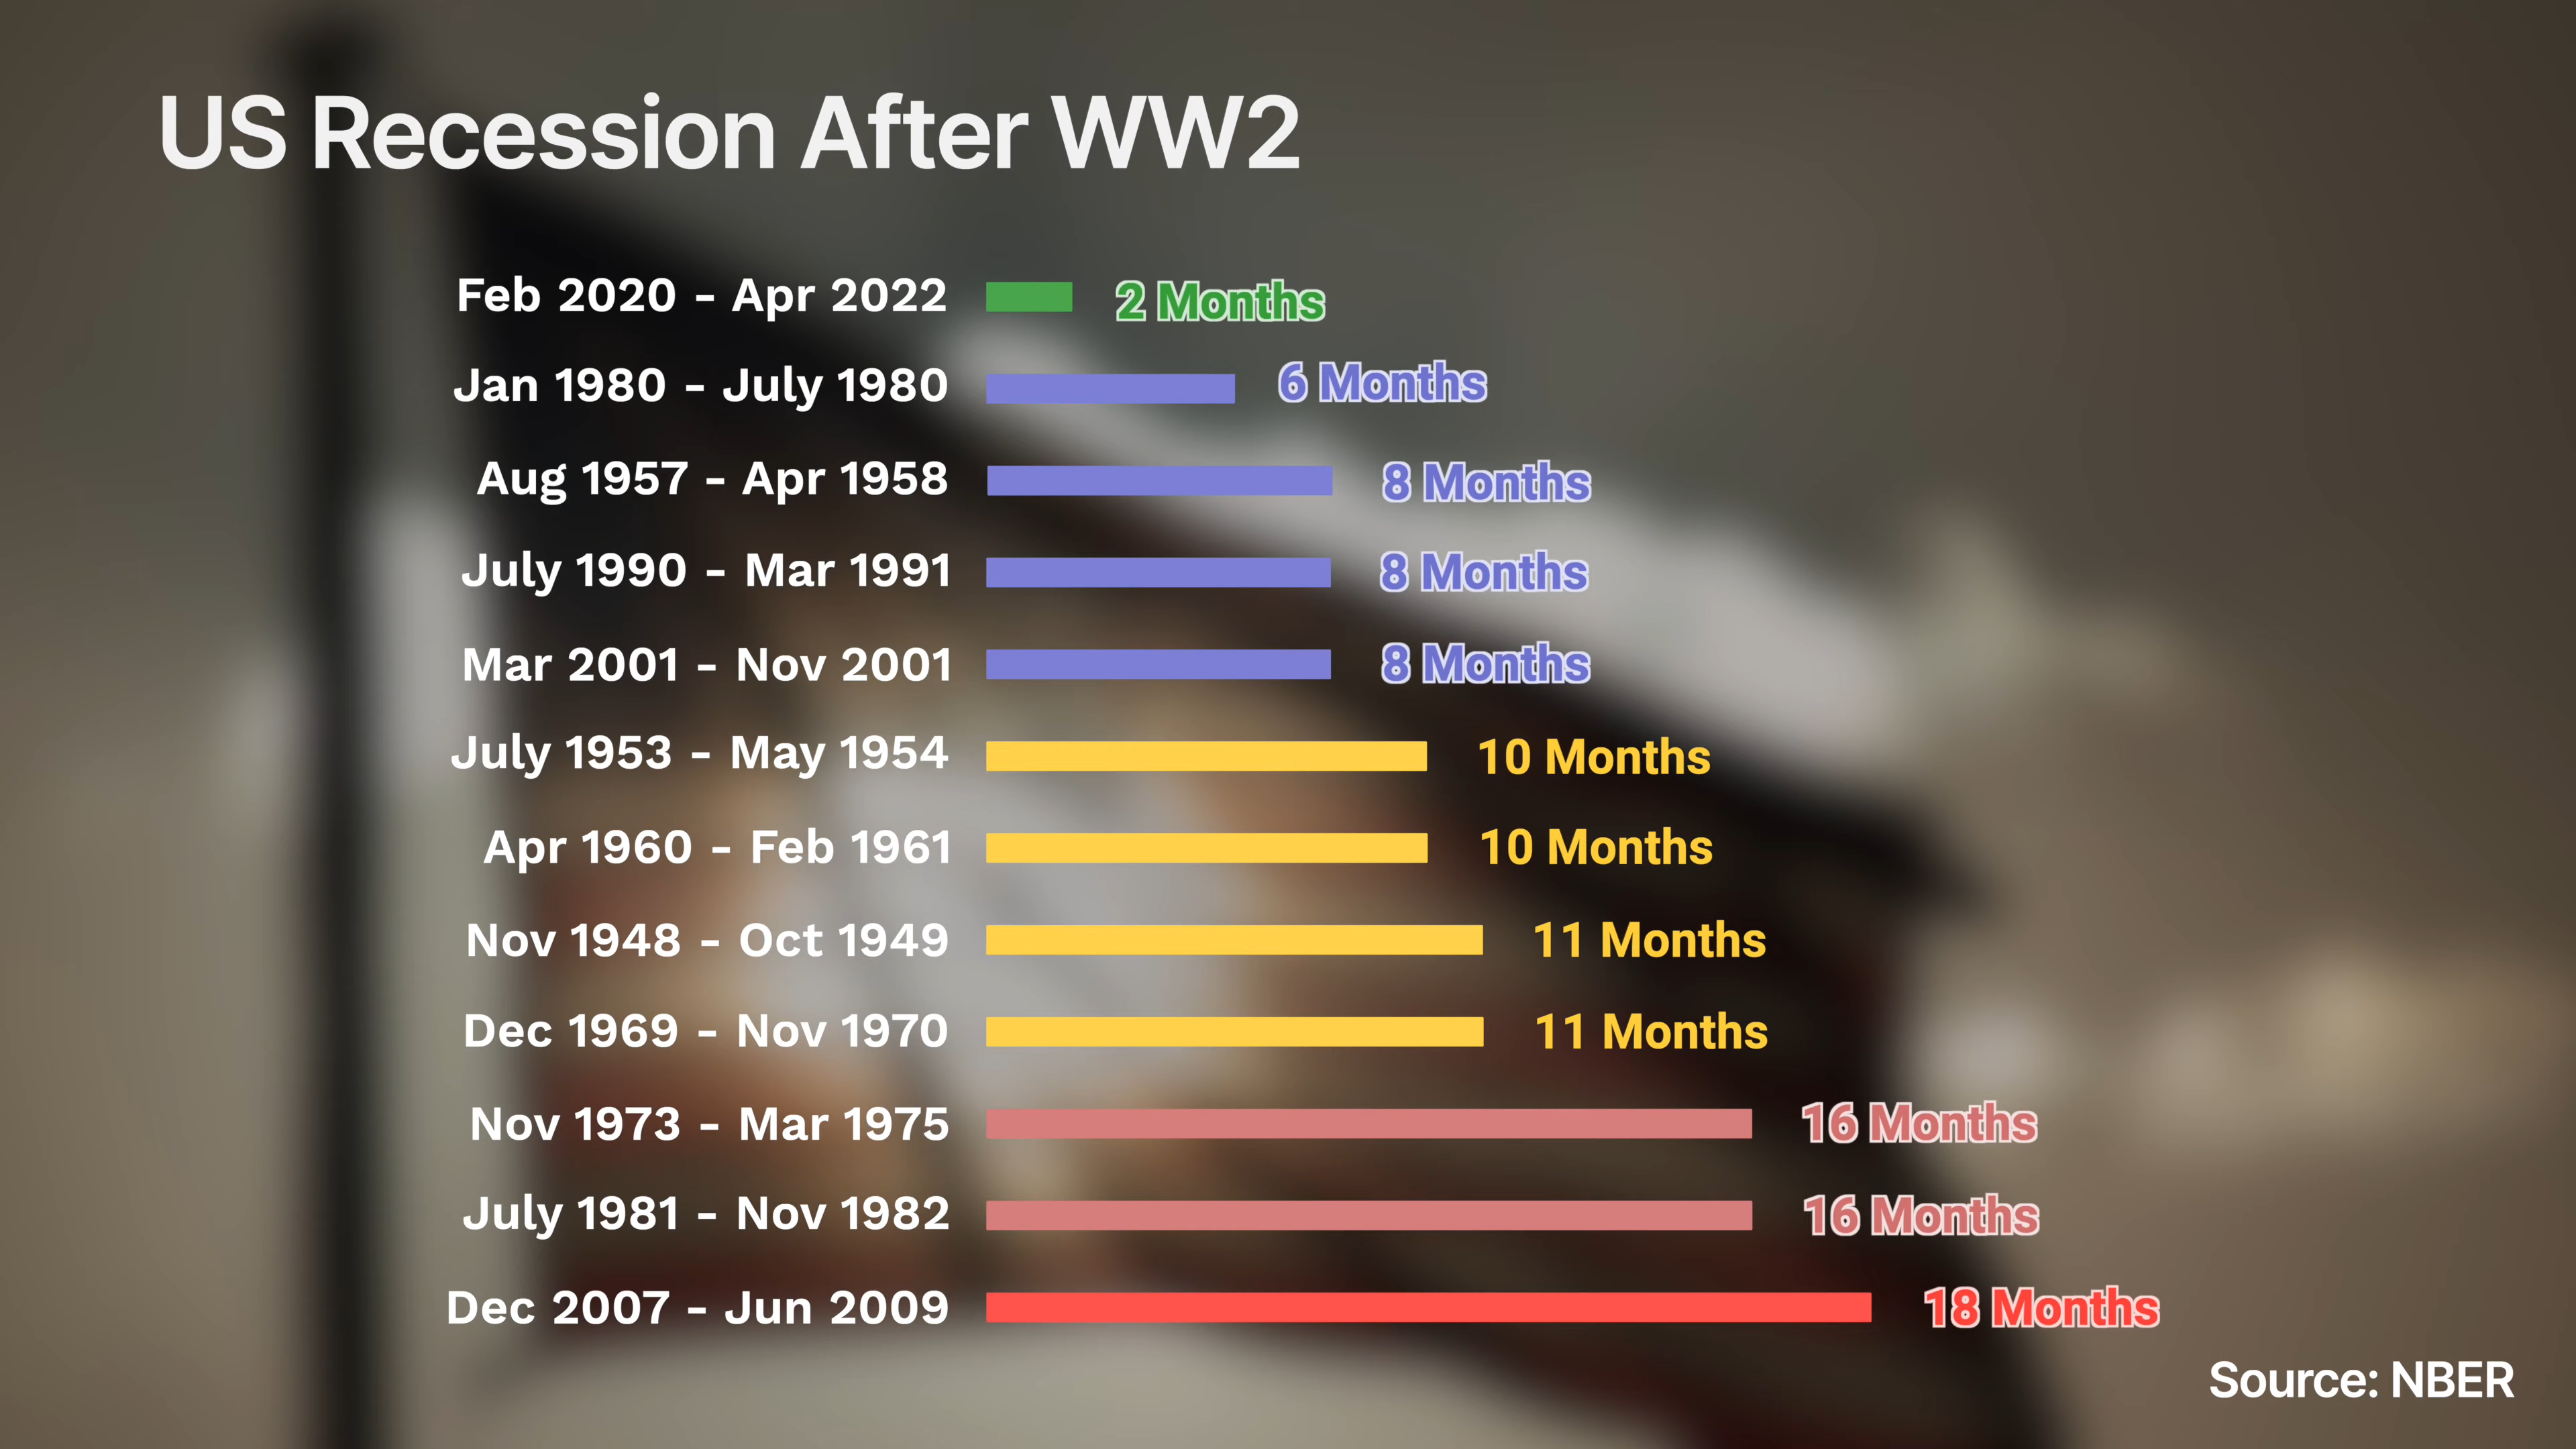 US Recession After WW2
Feb 2020 - Apr 2022 2 Months
Jan 1980 - July 1980 6 Months
Aug 1957 - Apr 1958 8 Months
July 1990 - Mar 1991 8 Months
Mar 2001 - Nov 2001 8 Months
July 1953 - May 1954 10 Months
Apr 1960 - Feb 1961 10 Months
Nov 1948 - Oct 1949 11 Months
Dec 1969 - Nov 1970 11 Months
Nov 1973 - Mar 1975 16 Months
July 1981 - Nov 1982 16 Months
Dec 2007 - Jun 2009 18 Months
Source: NBER